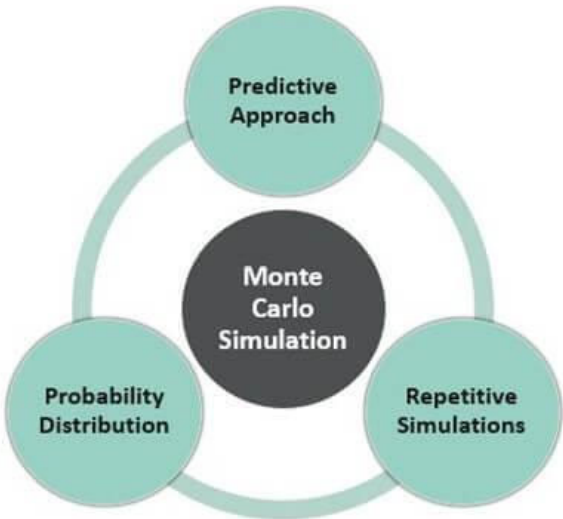 Predictive
Approach
Monte
Carlo
Simulation
Probability
Distribution
Repetitive
Simulations